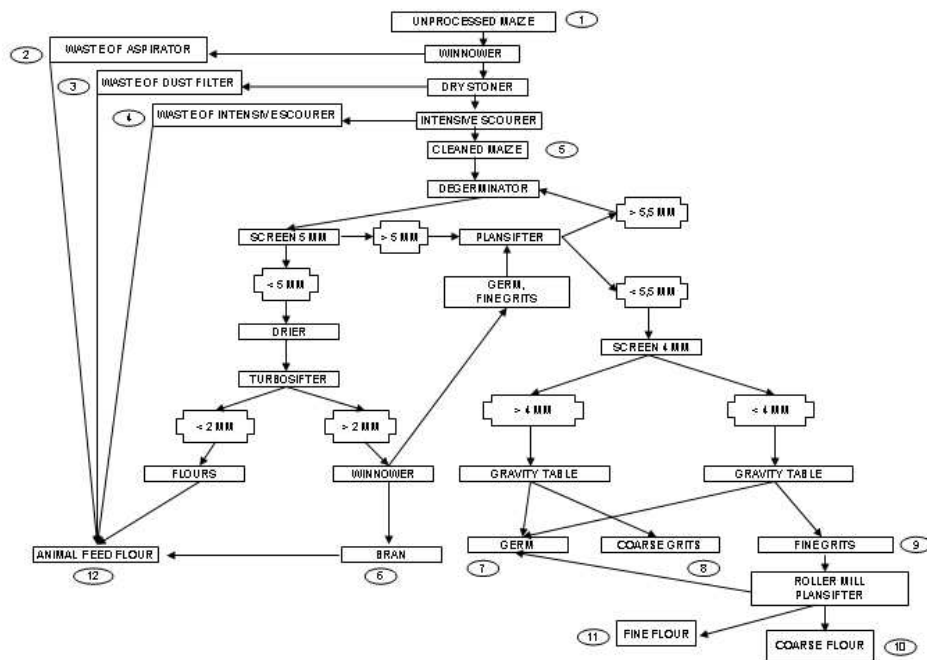 UNPROCESSED MAIZE
1
2
WASTE OF ASPIRATOR
WINNOWER
3
WASTE OF DUST FILTER
DRY STONER
4
WASTE OF INTENSIVE SCOURER
INTENSIVE SCOURER
CLEANED MAIZE
5
DEGERMINATOR
> 5,5 MM
SCREEN 5 MM
> 5 MM
PLANSIFTER
< 5 MM
GERM,
FINE GRITS
< 5,5 MM
DRIER
SCREEN 4 MM
TURBOSIFTER
< 2 MM
> 2 MM
> 4 MM
< 4 MM
FLOURS
WINNOWER
GRAVITY TABLE
GRAVITY TABLE
ANIMAL FEED FLOUR
BRAN
GERM
COARSE GRITS
FINE GRITS
9
12
6
7
8
ROLLER MILL
PLANSIFTER
11
FINE FLOUR
COARSE FLOUR
10